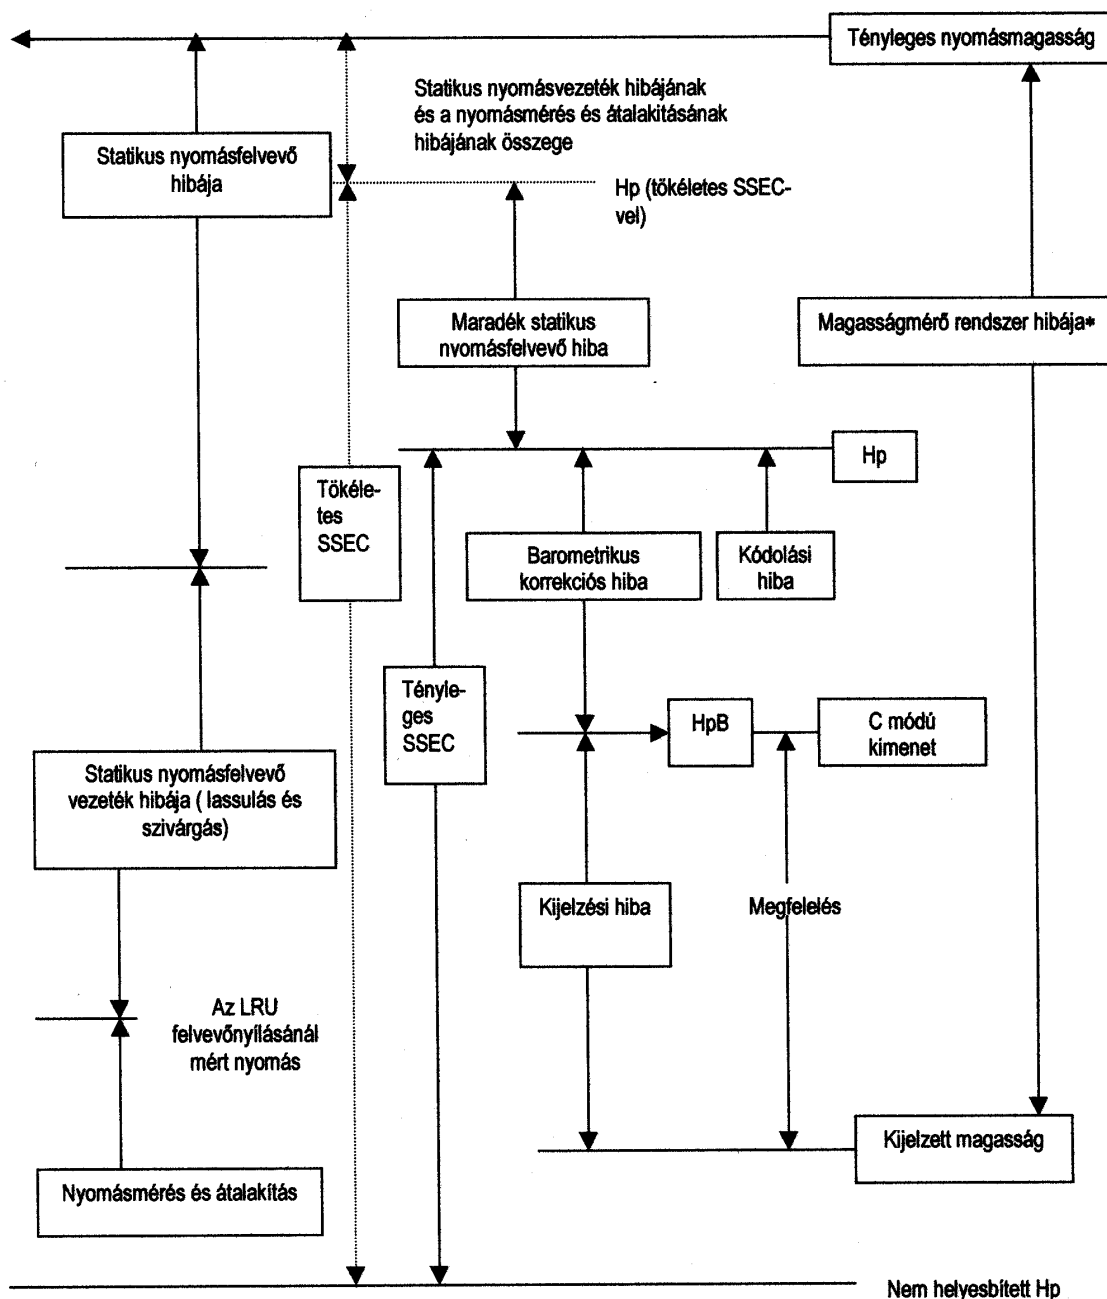 Tényleges nyomásmagasság
Statikus nyomásvezeték hibájának
és a nyomásmérés és átalakitásának
hibájának összege
Statikus nyomásfelvevő
hibája
Hp (tökéletes SSEC-
vel)
Maradék statikus
nyomásfelvevő hiba
Magasságmérő rendszer hibája*
Hp
Tökéle-
tes
SSEC
Barometrikus
korrekciós hiba
Kódolási
hiba
Tényle-
ges
SSEC
HpB
C módú
kimenet
Statikus nyomásfelvevő
vezeték hibája ( lassulás és
szivárgás)
Kijelzési hiba
Megfelelés
Az LRU
felvevőnyílásánál
mért nyomás
Kijelzett magasság
Nyomásmérés és átalakítás
Nem helyesbített Hp